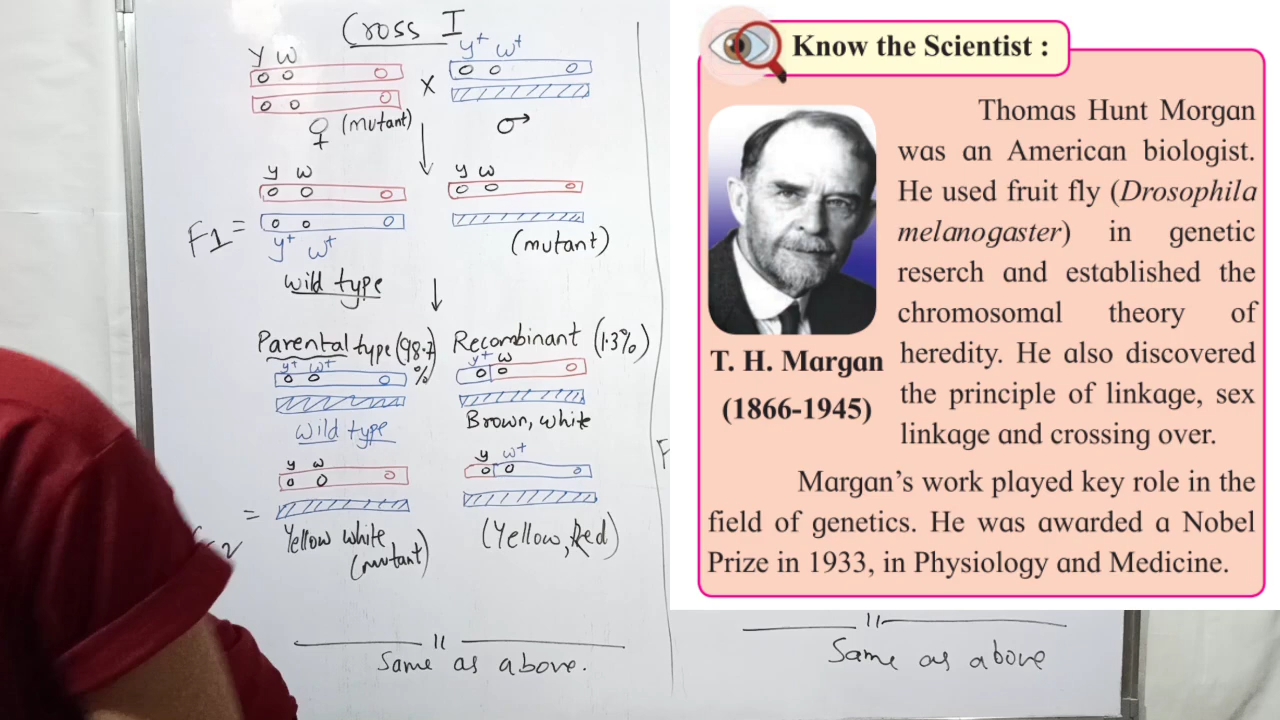 Cross I
y w
y⁺ w⁺
x
♀ (mutant)
♂
y w
y w
F1 =
y⁺ w⁺
(mutant)
Wild type
Parental type (98.7
%
Recombinant (1.3%)
y⁺ w⁺
y⁺ w
Wild type
Brown, white
y w
y w⁺
=
Yellow white
(mutant)
(Yellow, Red)
"
Same as above.
"
Same as above
Know the Scientist :
Thomas Hunt Morgan
was an American biologist.
He used fruit fly (Drosophila
melanogaster) in genetic
reserch and established the
chromosomal theory of
heredity. He also discovered
the principle of linkage, sex
linkage and crossing over.
T. H. Margan
(1866-1945)
Margan's work played key role in the
field of genetics. He was awarded a Nobel
Prize in 1933, in Physiology and Medicine.